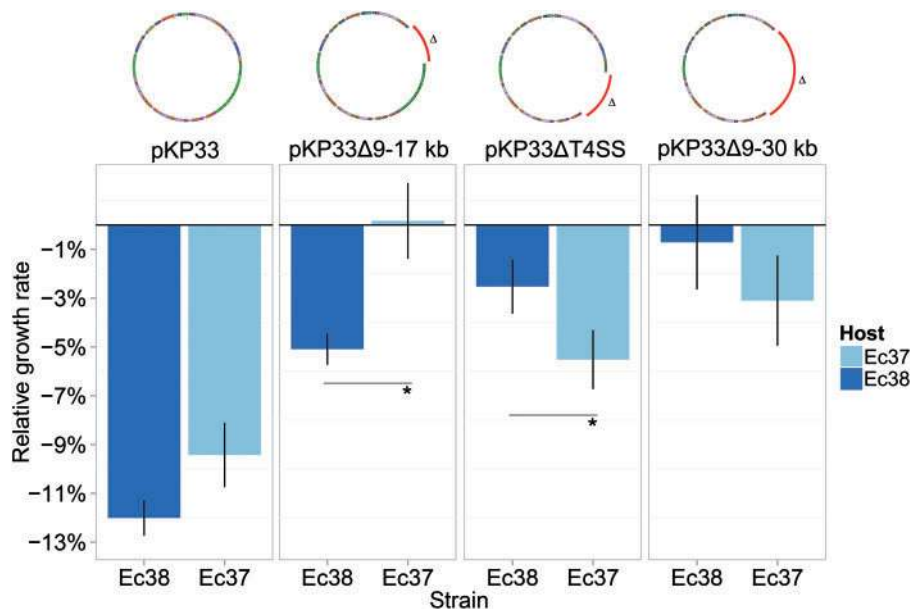 Δ
Δ
Δ
pKP33
pKP33Δ9-17 kb
pKP33ΔT4SS
pKP33Δ9-30 kb
Relative growth rate
−1%
−3%
−5%
−7%
−9%
−11%
−13%
*
*
Host
Ec37
Ec38
Ec38
Ec37
Ec38
Ec37
Ec38
Ec37
Ec38
Ec37
Strain